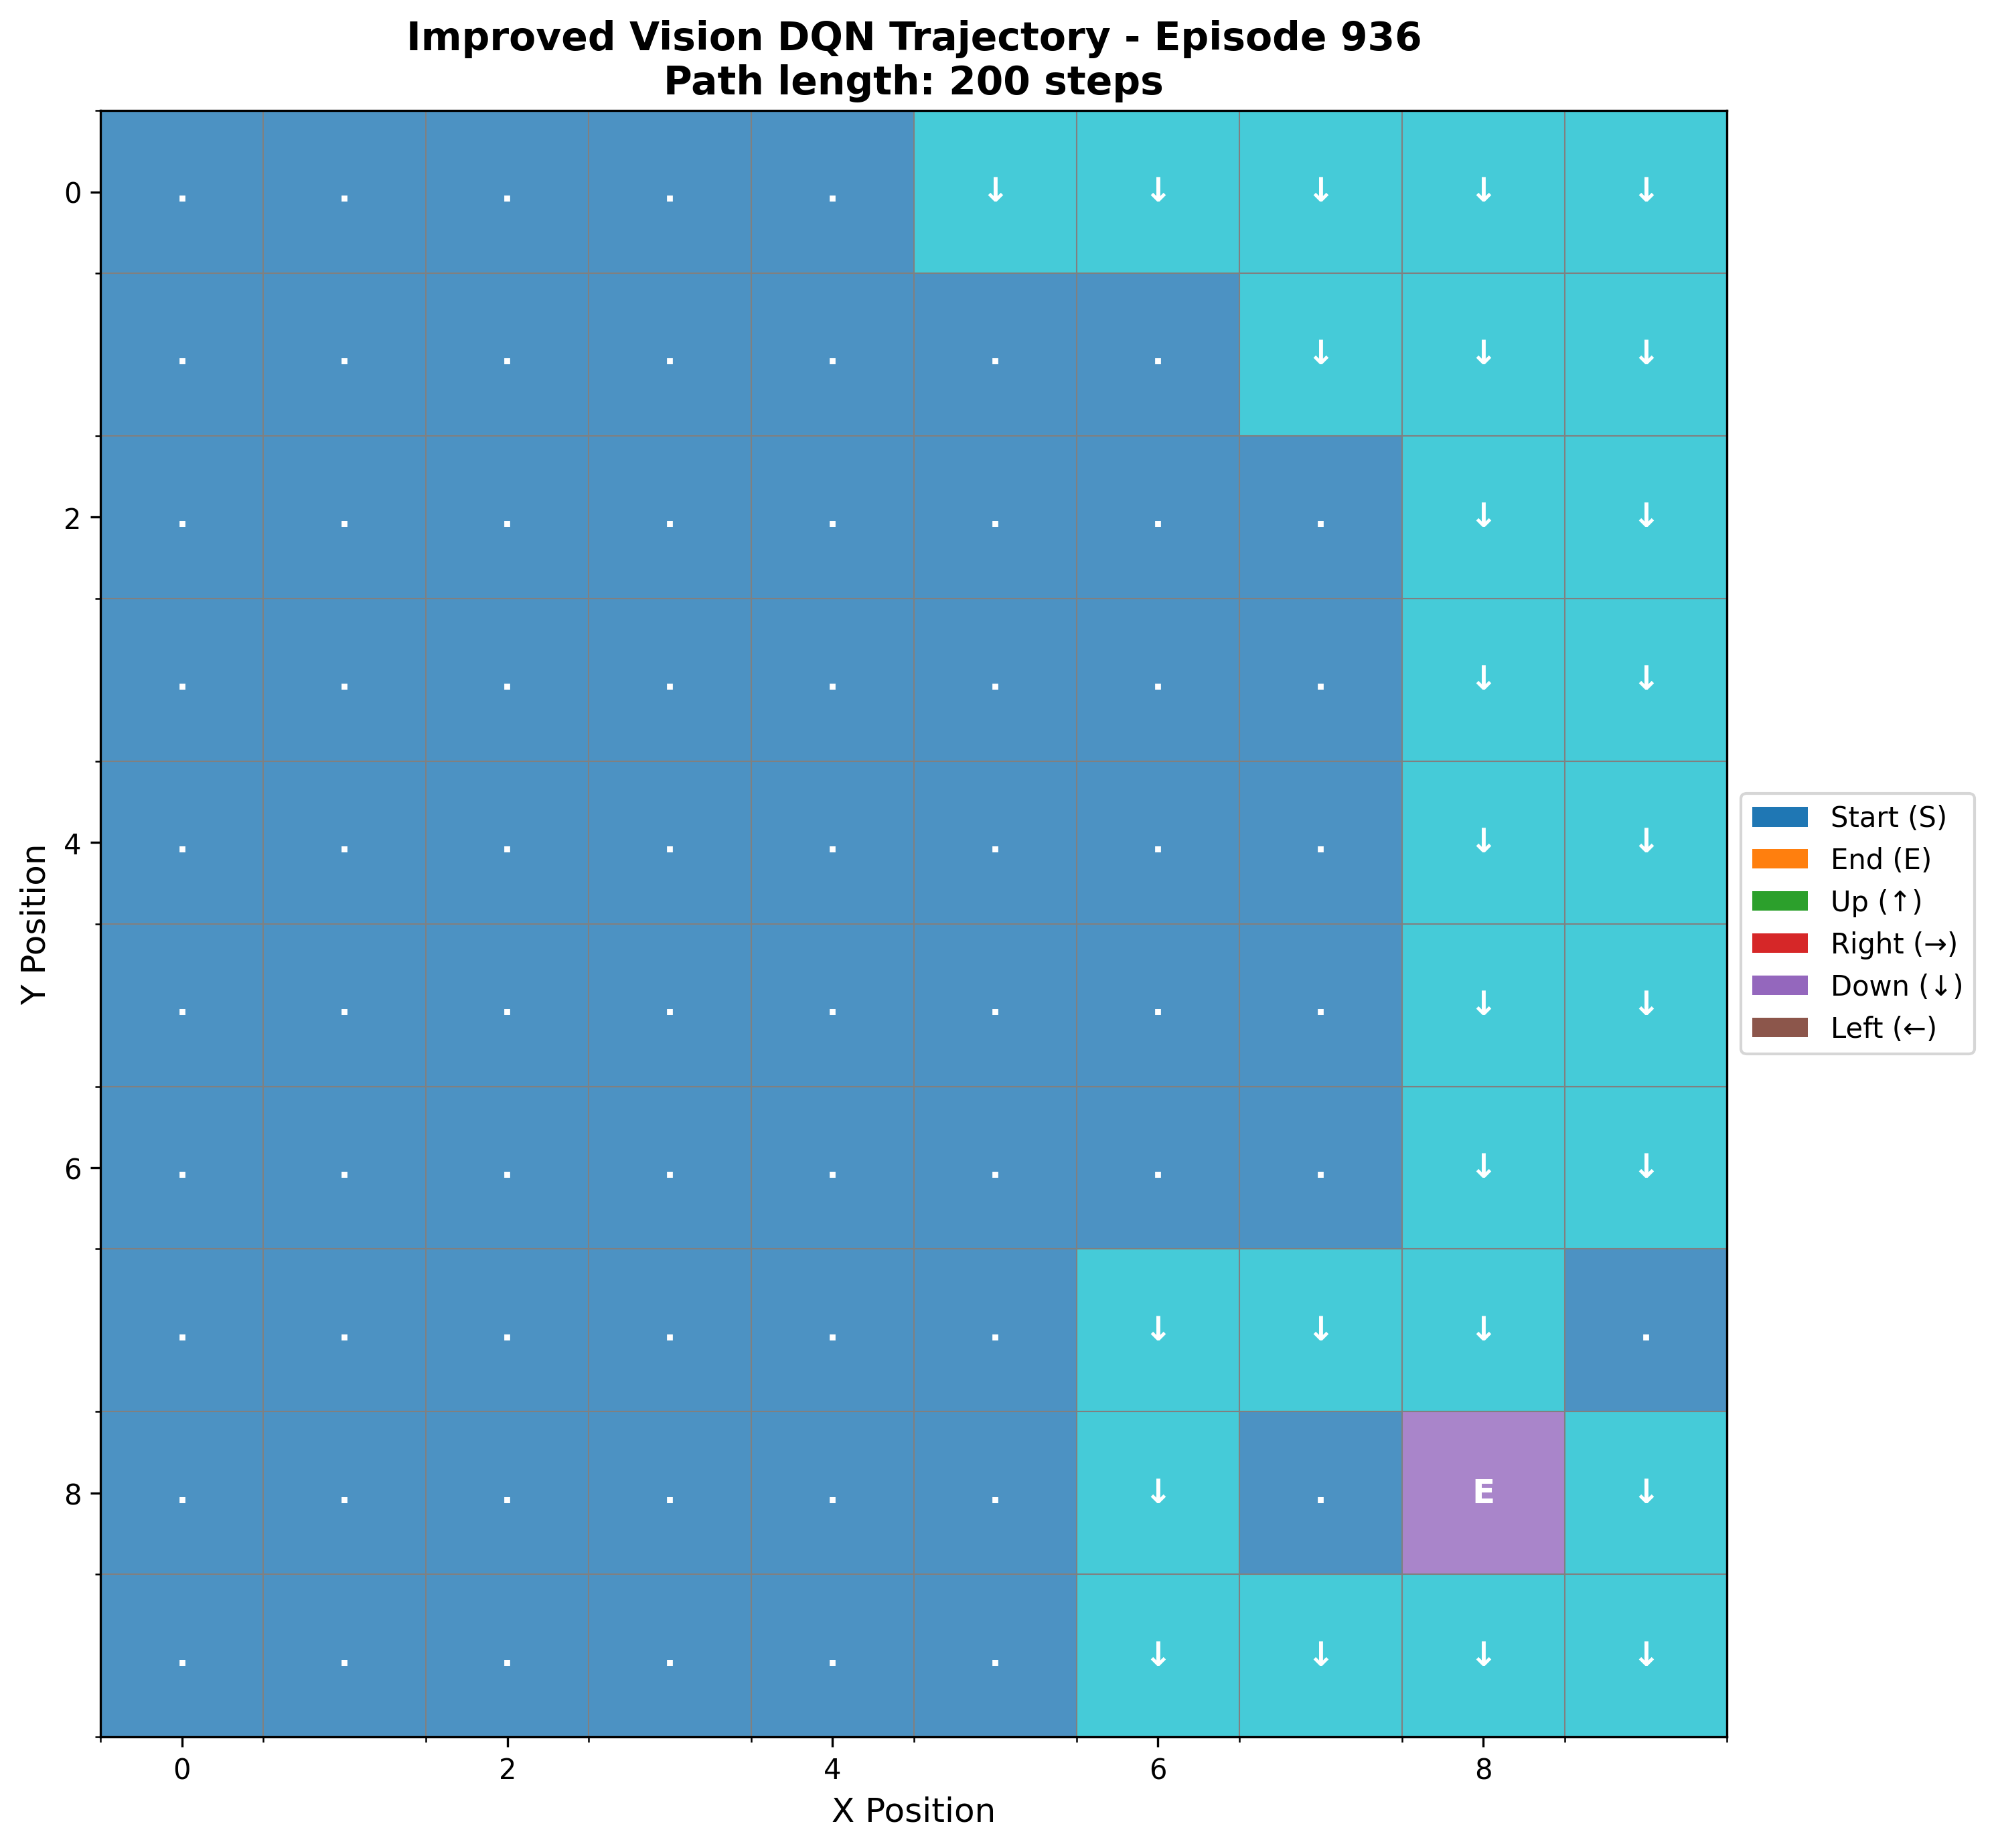 Improved Vision DQN Trajectory - Episode 936
Path length: 200 steps
0 . . . . . ↓ ↓ ↓ ↓ ↓
. . . . . . . ↓ ↓ ↓
2 . . . . . . . . ↓ ↓
. . . . . . . . ↓ ↓
4 . . . . . . . . ↓ ↓
. . . . . . . . ↓ ↓
6 . . . . . . . . ↓ ↓
. . . . . . ↓ ↓ ↓ .
8 . . . . . . ↓ . E ↓
. . . . . . ↓ ↓ ↓ ↓
0 2 4 6 8
X Position
Y Position
Start (S)
End (E)
Up (↑)
Right (→)
Down (↓)
Left (←)